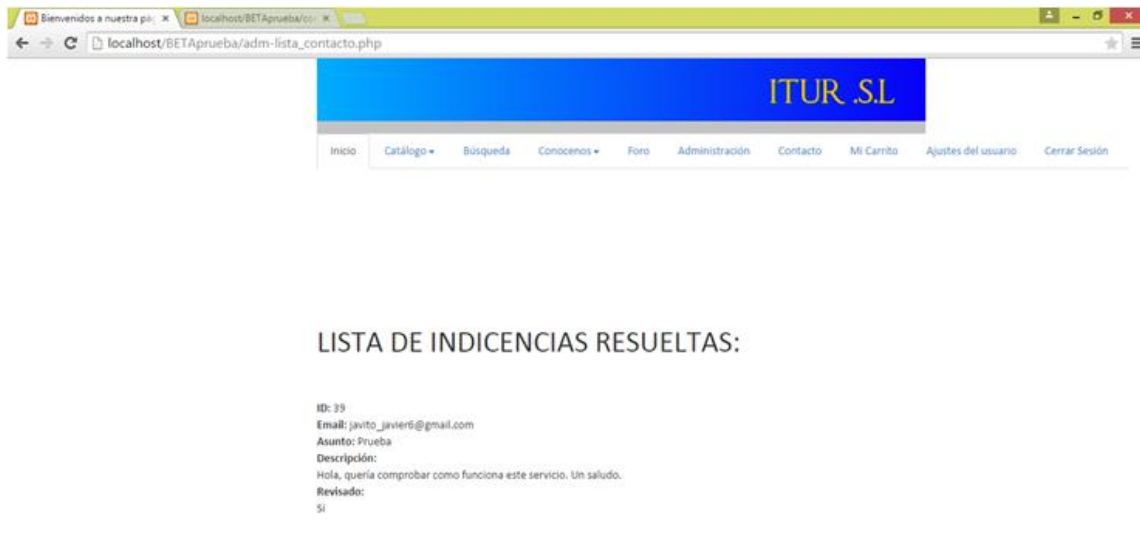 Bienvenidos a nuestra pá
localhost/BETAprueba/co
localhost/BETAprueba/adm-lista_contacto.php
ITUR .S.L
Inicio Catálogo Búsqueda Conocenos Foro Administración Contacto Mi Carrito Ajustes del usuario Cerrar Sesión
LISTA DE INDICENCIAS RESUELTAS:
ID: 39
Email: javito_javier6@gmail.com
Asunto: Prueba
Descripción:
Hola, quería comprobar como funciona este servicio. Un saludo.
Revisado:
Si